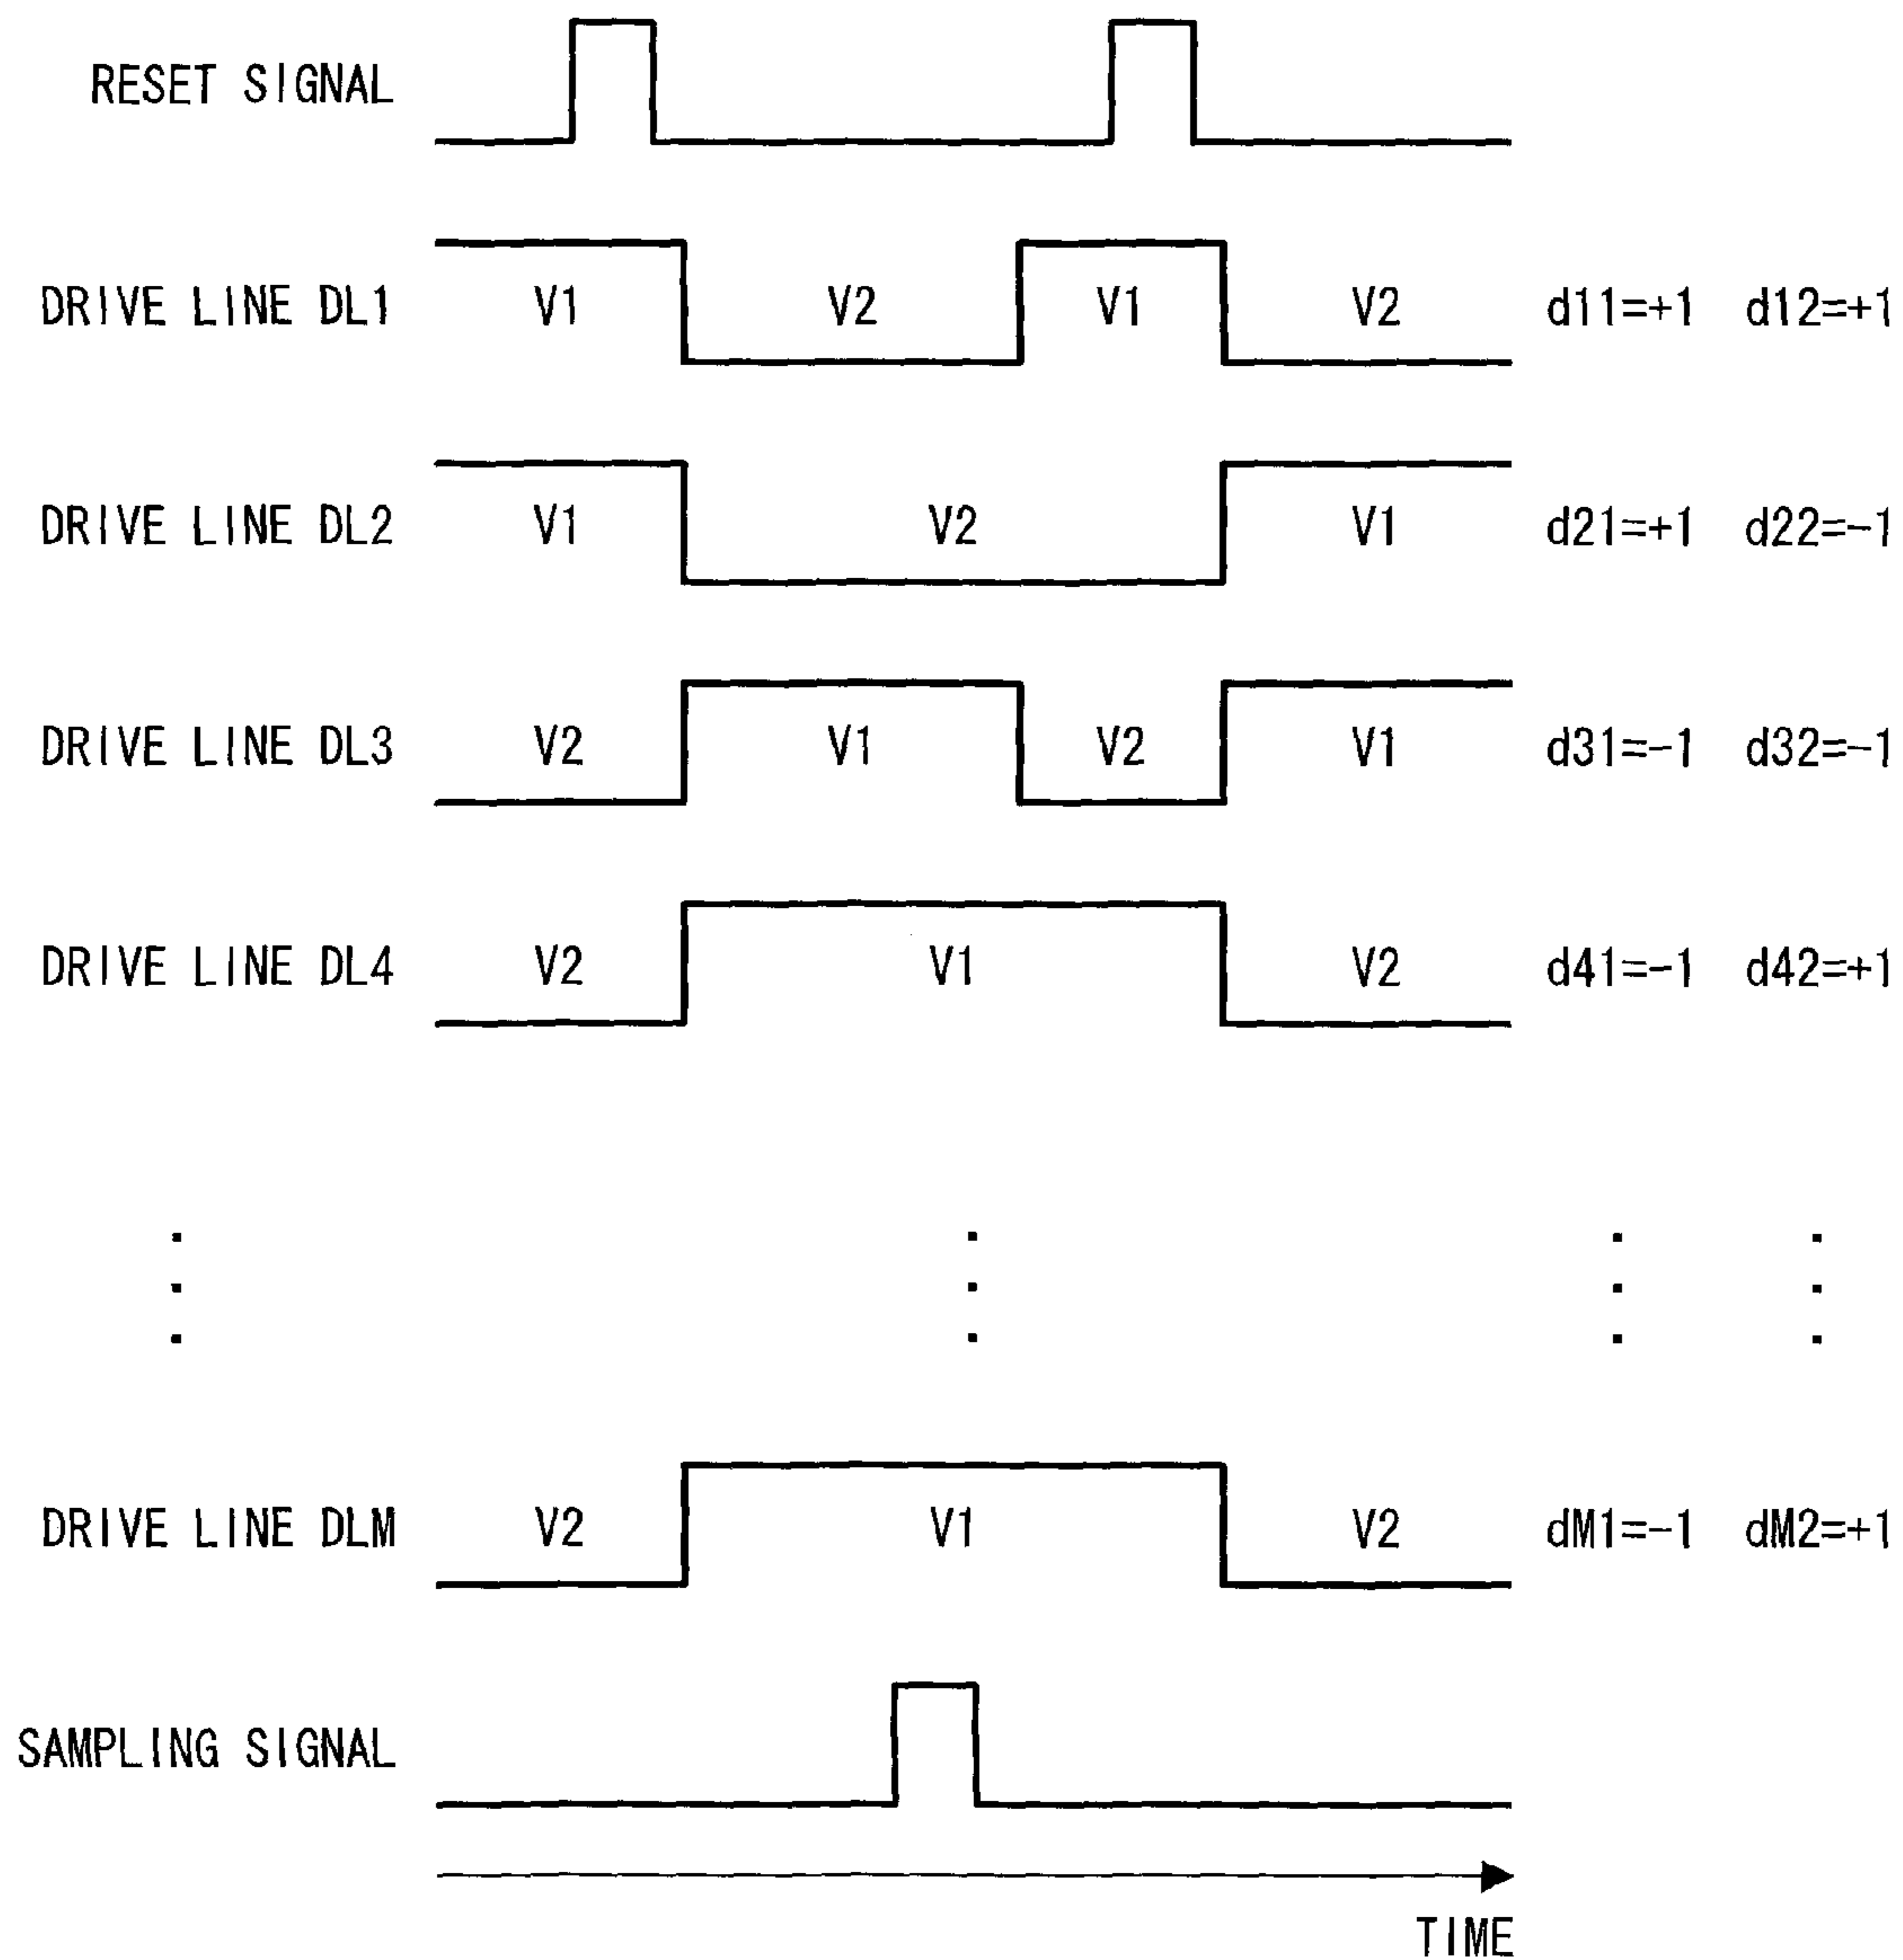 RESET SIGNAL
DRIVE LINE DL1 V1 V2 V1 V2 d11=+1 d12=+1
DRIVE LINE DL2 V1 V2 V1 d21=+1 d22=-1
DRIVE LINE DL3 V2 V1 V2 V1 d31=-1 d32=-1
DRIVE LINE DL4 V2 V1 V2 d41=-1 d42=+1
DRIVE LINE DLM V2 V1 V2 dM1=-1 dM2=+1
SAMPLING SIGNAL
TIME